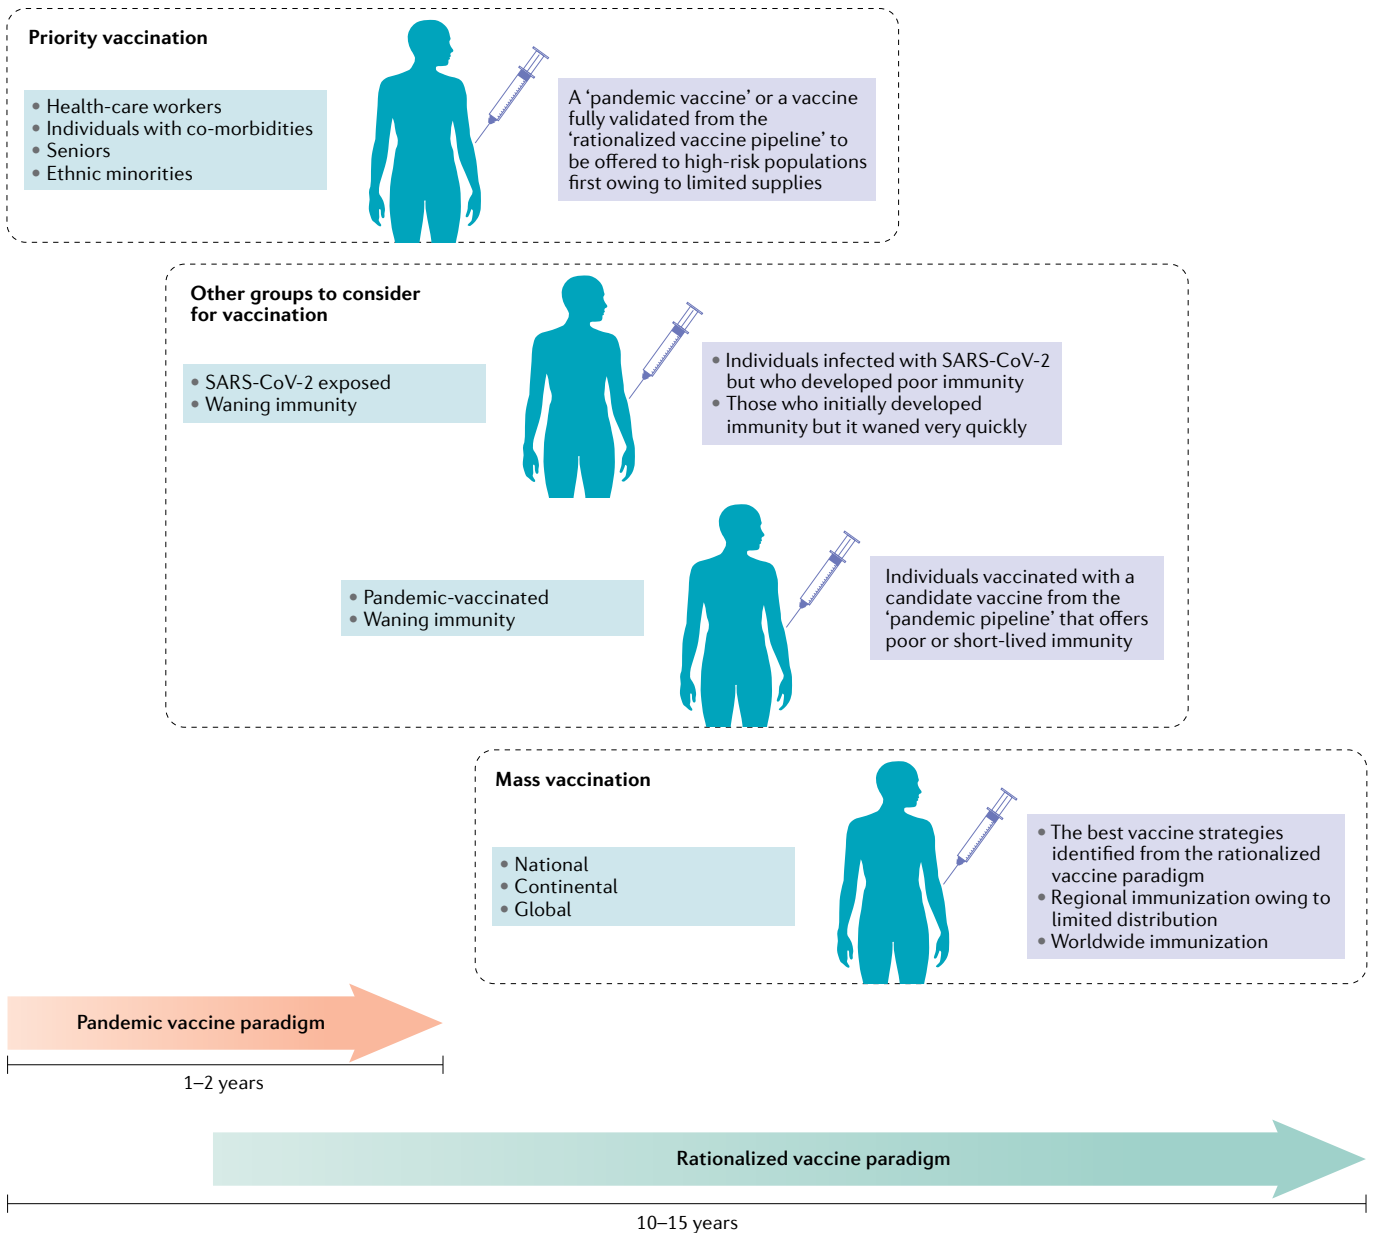 Priority vaccination
• Health-care workers
• Individuals with co-morbidities
• Seniors
• Ethnic minorities
A ‘pandemic vaccine’ or a vaccine
fully validated from the
‘rationalized vaccine pipeline’ to
be offered to high-risk populations
first owing to limited supplies
Other groups to consider
for vaccination
• SARS-CoV-2 exposed
• Waning immunity
• Individuals infected with SARS-CoV-2
but who developed poor immunity
• Those who initially developed
immunity but it waned very quickly
• Pandemic-vaccinated
• Waning immunity
Individuals vaccinated with a
candidate vaccine from the
‘pandemic pipeline’ that offers
poor or short-lived immunity
Mass vaccination
• National
• Continental
• Global
• The best vaccine strategies
identified from the rationalized
vaccine paradigm
• Regional immunization owing to
limited distribution
• Worldwide immunization
Pandemic vaccine paradigm
1–2 years
Rationalized vaccine paradigm
10–15 years